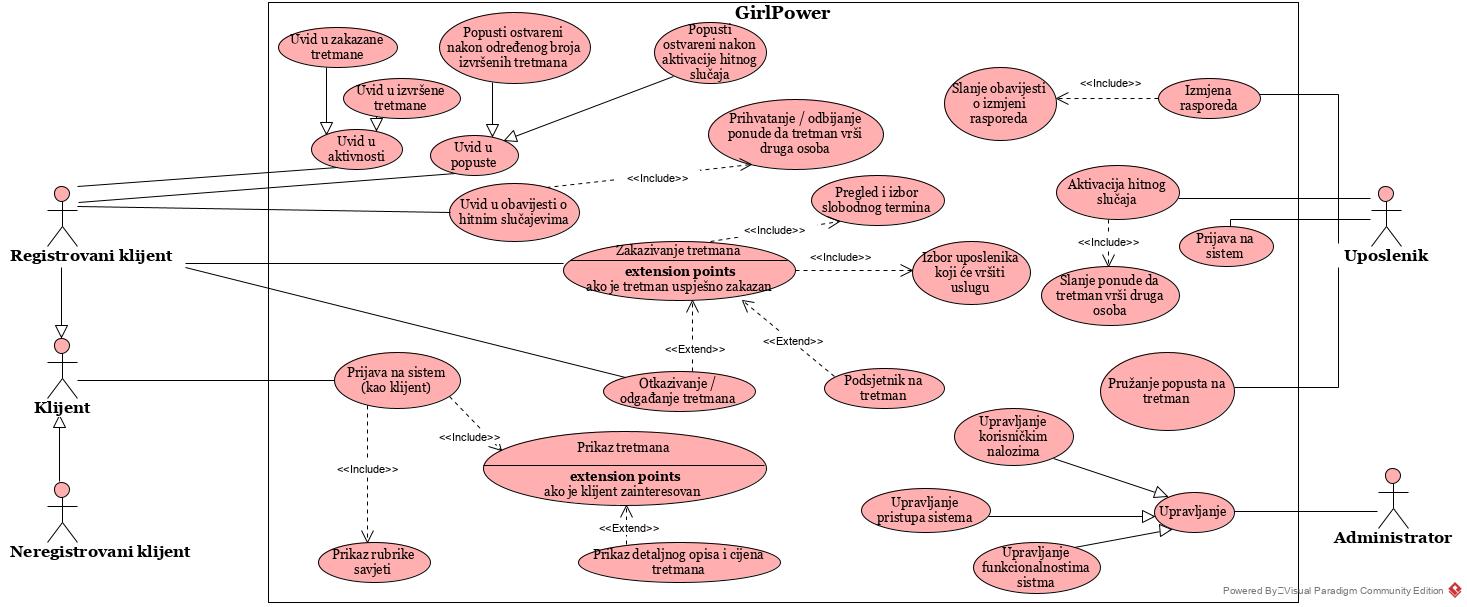 GirlPower
Uvid u zakazane
tretmane
Popusti ostvareni
nakon određenog broja
izvršenih tretmana
Popusti
ostvareni nakon
aktivacije hitnog
slučaja
Uvid u izvršene
tretmane
Uvid u
aktivnosti
Uvid u
popuste
Prihvatanje / odbijanje
ponude da tretman vrši
druga osoba
Slanje obavijesti
o izmjeni
rasporeda
<<Include>>
Izmjena
rasporeda
<<Include>>
Uvid u obavijesti o
hitnim slučajevima
Pregled i izbor
slobodnog termina
<<Include>>
Aktivacija hitnog
slučaja
<<Include>>
Prijava na
sistem
Slanje ponude da
tretman vrši druga
osoba
Registrovani klijent
Uposlenik
Zakazivanje tretmana
extension points
ako je tretman uspješno zakazan
<<Include>>
Izbor uposlenika
koji će vršiti
uslugu
<<Extend>>
<<Extend>>
Prijava na sistem
(kao klijent)
Otkazivanje /
odgađanje tretmana
Podsjetnik na
tretman
Pružanje popusta na
tretman
Klijent
<<Include>>
<<Include>>
Prikaz tretmana
extension points
ako je klijent zainteresovan
<<Extend>>
Upravljanje
korisničkim
nalozima
Upravljanje
pristupa sistema
Upravljanje
Administrator
Neregistrovani klijent
Prikaz rubrike
savjeti
Prikaz detaljnog opisa i cijena
tretmana
Upravljanje
funkcionalnostima
sistma
Powered By Visual Paradigm Community Edition